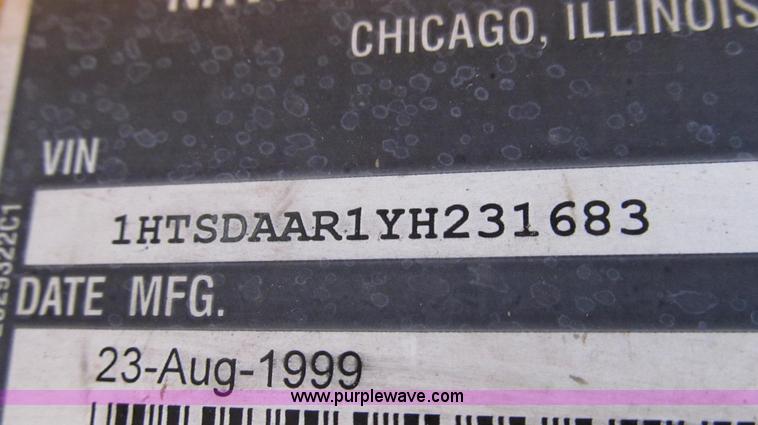 CHICAGO, ILLINOIS
VIN
1HTSDAAR1YH231683
DATE MFG.
23-Aug-1999
www.purplewave.com